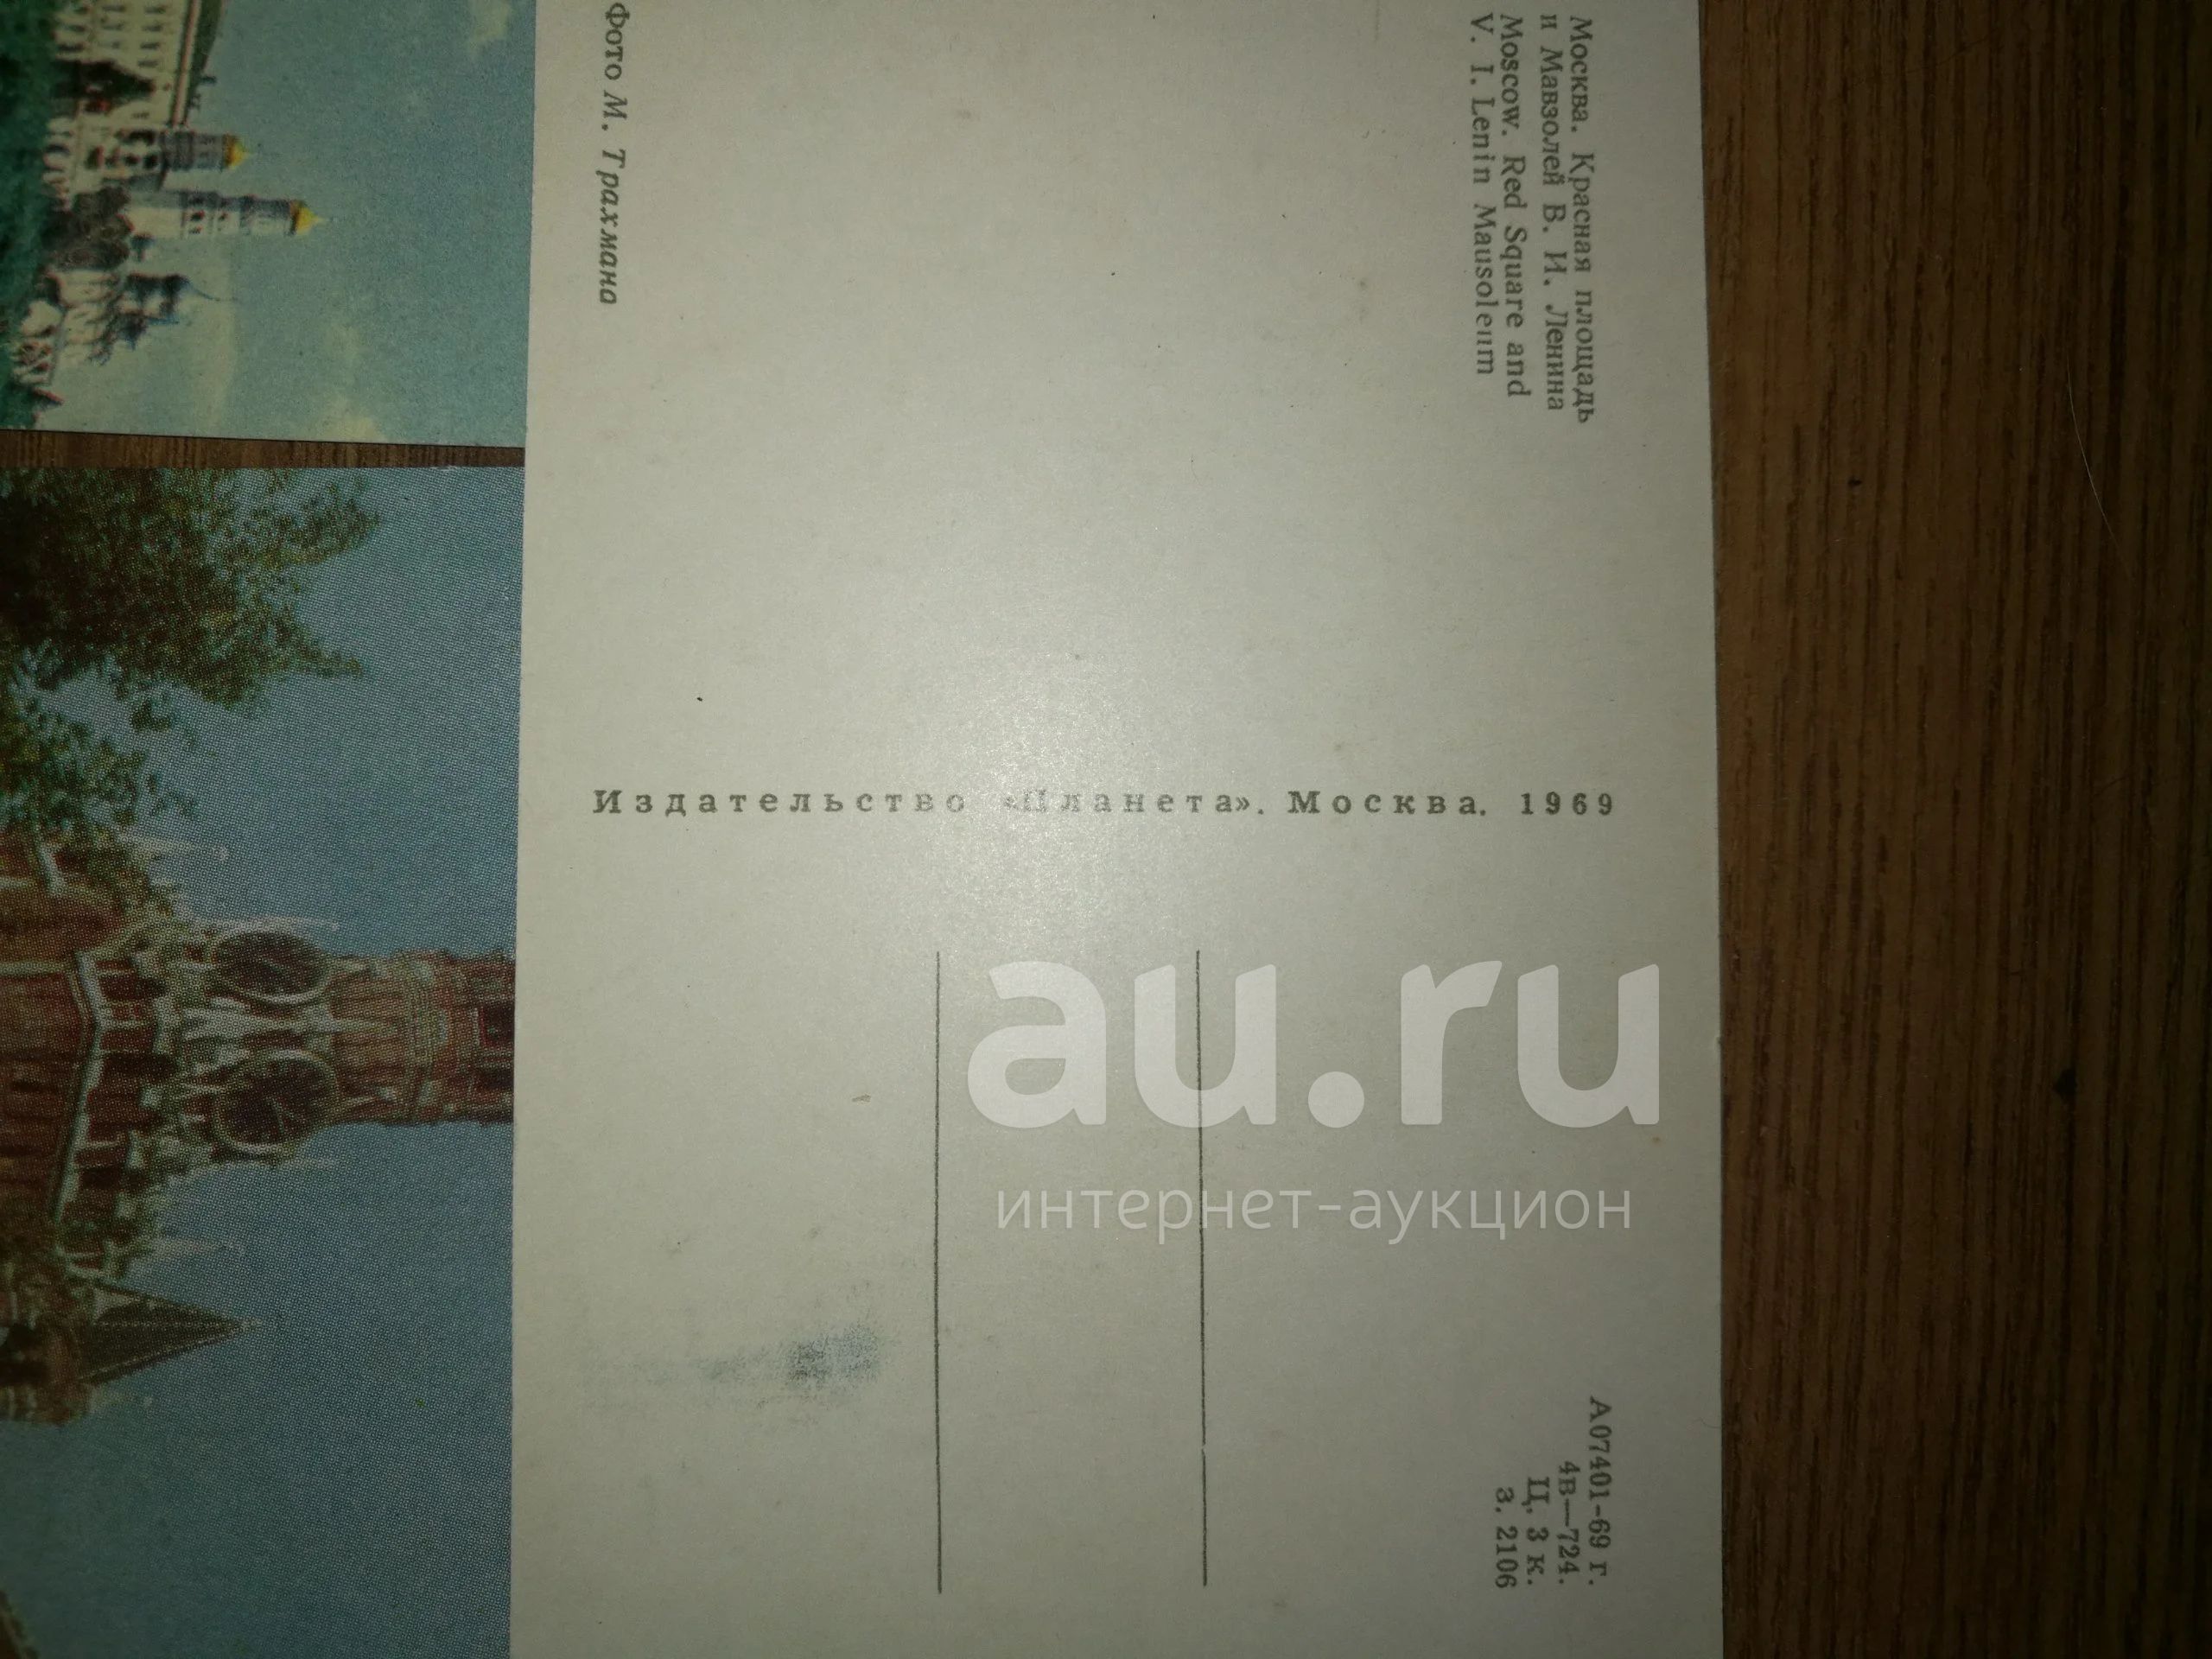 Москва. Красная площадь
и Мавзолей В. И. Ленина
Moscow. Red Square and
V. I. Lenin Mausoleum
Фото М. Трахмана
Издательство «Планета». Москва. 1969
А07401-69 г.
4в—724.
Ц. 3 к.
З. 2106
au.ru
интернет-аукцион